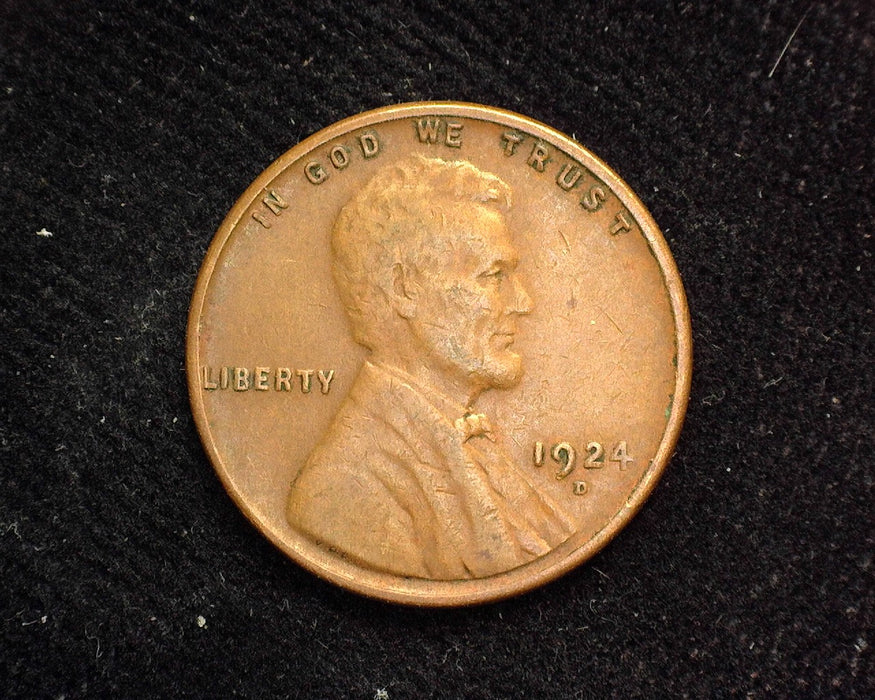 IN GOD WE TRUST
LIBERTY
1924
D